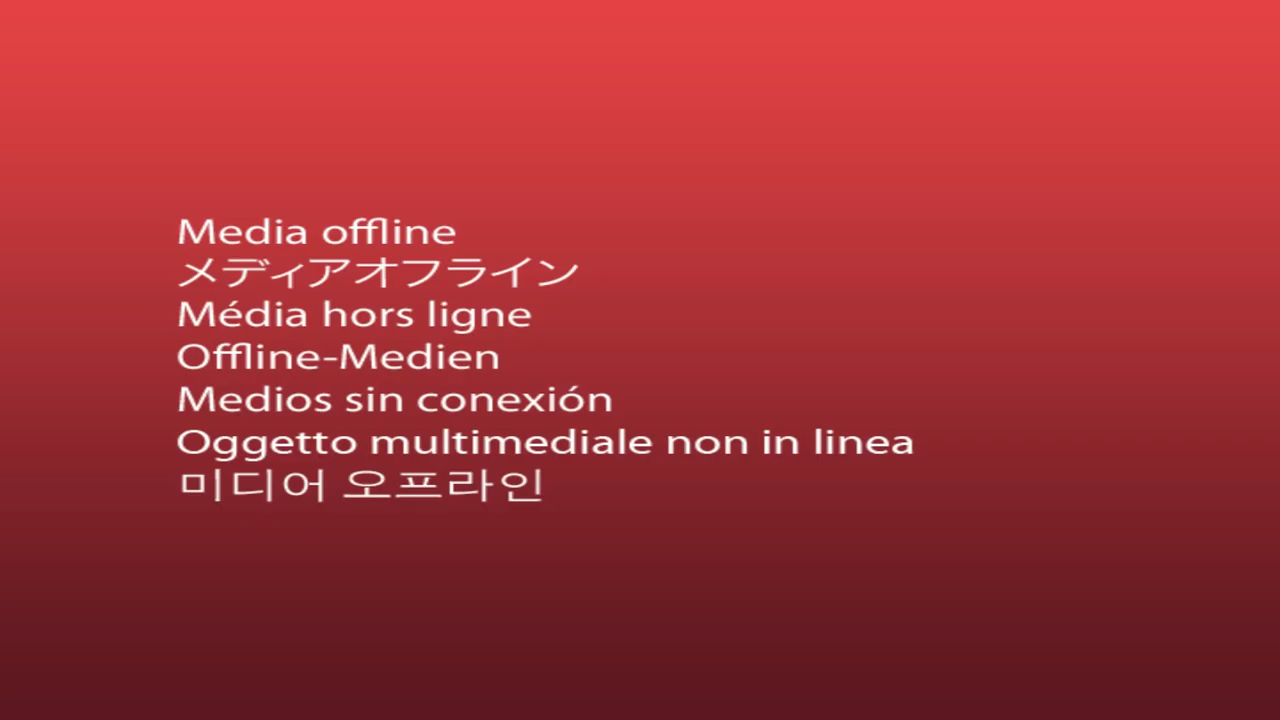 Media offline
メディアオフライン
Média hors ligne
Offline-Medien
Medios sin conexión
Oggetto multimediale non in linea
미디어 오프라인